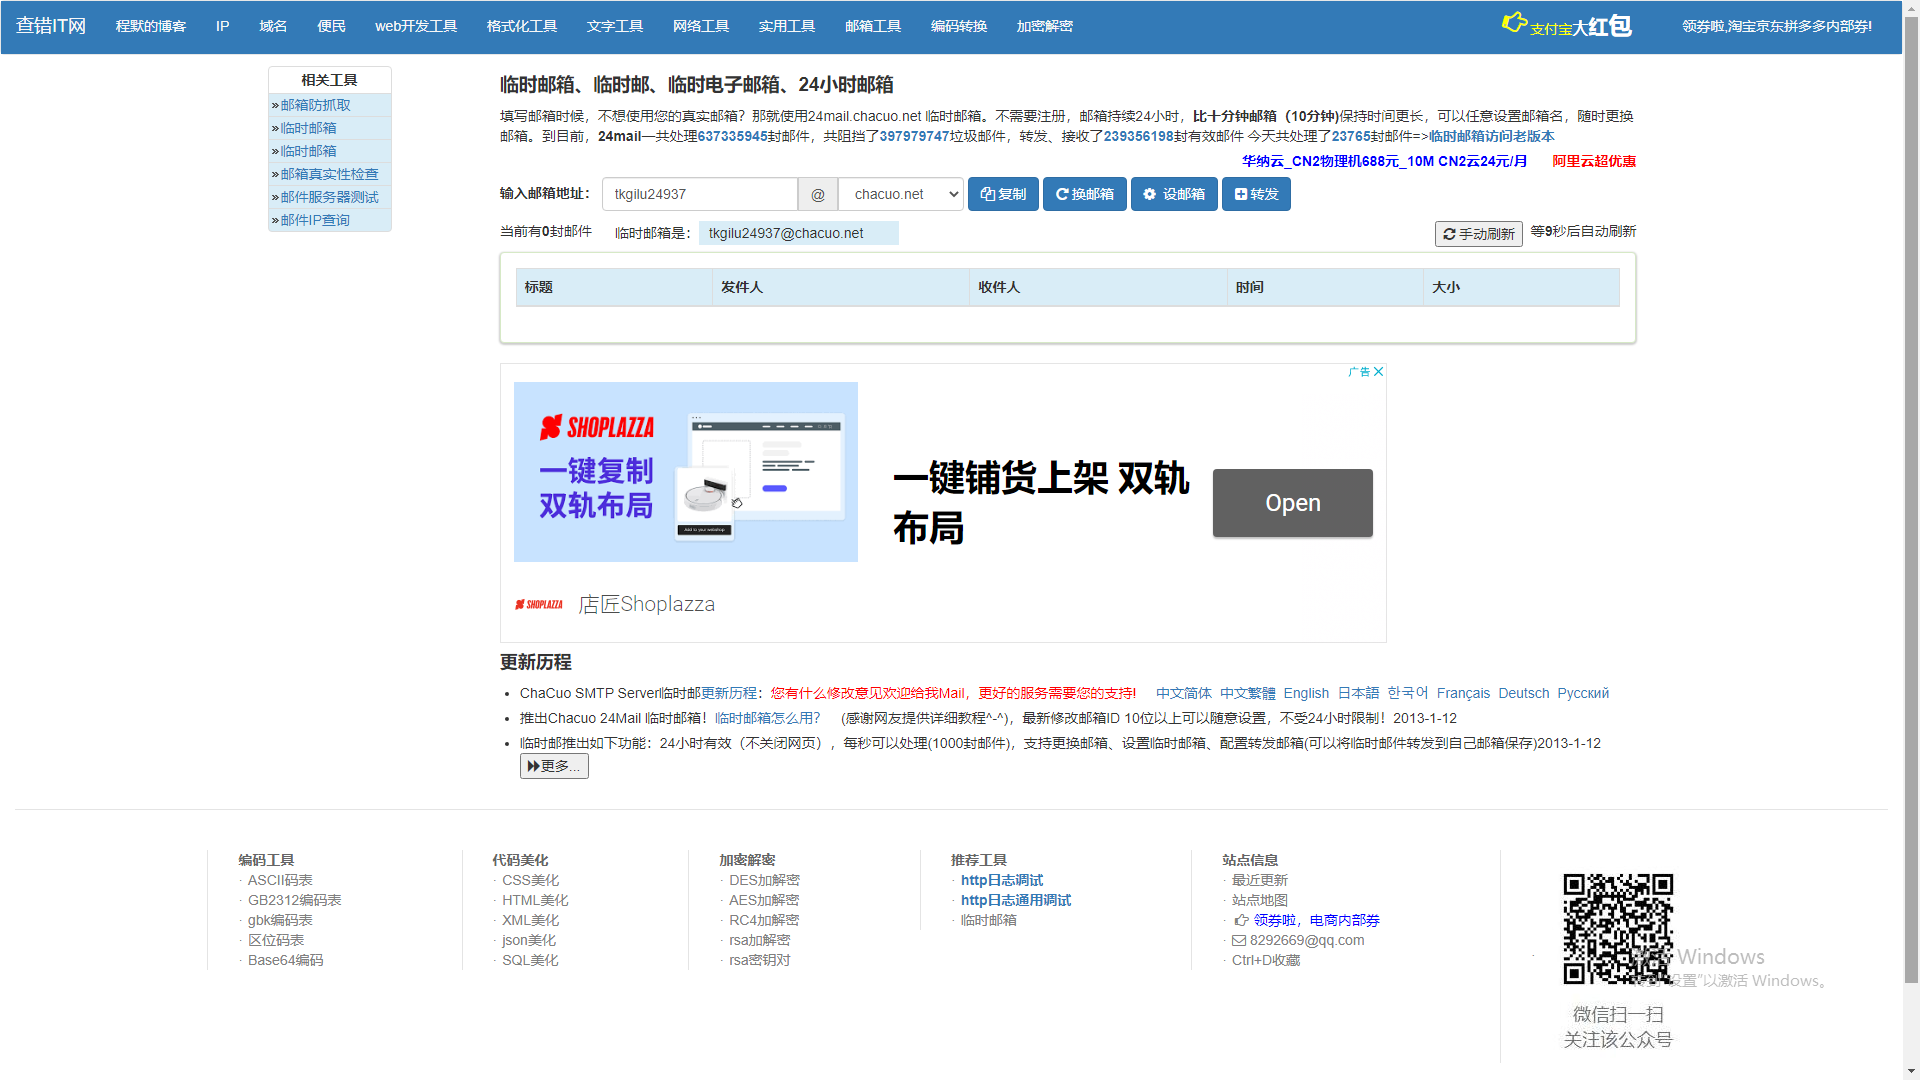 查错IT网 程默的博客 IP 域名 便民 web开发工具 格式化工具 文字工具 网络工具 实用工具 邮箱工具 编码转换 加密解密 支付宝大红包 领券啦,淘宝京东拼多多内部券!
相关工具
»邮箱防抓取
»临时邮箱
»临时邮箱
»邮箱真实性检查
»邮件服务器测试
»邮件IP查询
临时邮箱、临时邮、临时电子邮箱、24小时邮箱
填写邮箱时候，不想使用您的真实邮箱？那就使用24mail.chacuo.net 临时邮箱。不需要注册，邮箱持续24小时，比十分钟邮箱（10分钟)保持时间更长，可以任意设置邮箱名，随时更换
邮箱。到目前，24mail—共处理637335945封邮件，共阻挡了397979747垃圾邮件，转发、接收了239356198封有效邮件 今天共处理了23765封邮件=>临时邮箱访问老版本
华纳云_CN2物理机688元_10M CN2云24元/月 阿里云超优惠
输入邮箱地址： tkgilu24937 @ chacuo.net 复制 换邮箱 设邮箱 转发
当前有0封邮件 临时邮箱是： tkgilu24937@chacuo.net 手动刷新 等9秒后自动刷新
标题 发件人 收件人 时间 大小
广告
SHOPLAZZA
一键复制
双轨布局
Add to your webshop
一键铺货上架 双轨
布局
Open
SHOPLAZZA 店匠Shoplazza
更新历程
• ChaCuo SMTP Server临时邮更新历程：您有什么修改意见欢迎给我Mail，更好的服务需要您的支持! 中文简体 中文繁體 English 日本語 한국어 Français Deutsch Русский
• 推出Chacuo 24Mail 临时邮箱！临时邮箱怎么用？ (感谢网友提供详细教程^-^)，最新修改邮箱ID 10位以上可以随意设置，不受24小时限制！2013-1-12
• 临时邮推出如下功能：24小时有效（不关闭网页），每秒可以处理(1000封邮件)，支持更换邮箱、设置临时邮箱、配置转发邮箱(可以将临时邮件转发到自己邮箱保存)2013-1-12
更多...
编码工具
· ASCII码表
· GB2312编码表
· gbk编码表
· 区位码表
· Base64编码
代码美化
· CSS美化
· HTML美化
· XML美化
· json美化
· SQL美化
加密解密
· DES加解密
· AES加解密
· RC4加解密
· rsa加解密
· rsa密钥对
推荐工具
· http日志调试
· http日志通用调试
· 临时邮箱
站点信息
· 最近更新
· 站点地图
· 领券啦，电商内部券
· 8292669@qq.com
· Ctrl+D收藏
激活 Windows
转到"设置"以激活 Windows。
微信扫一扫
关注该公众号